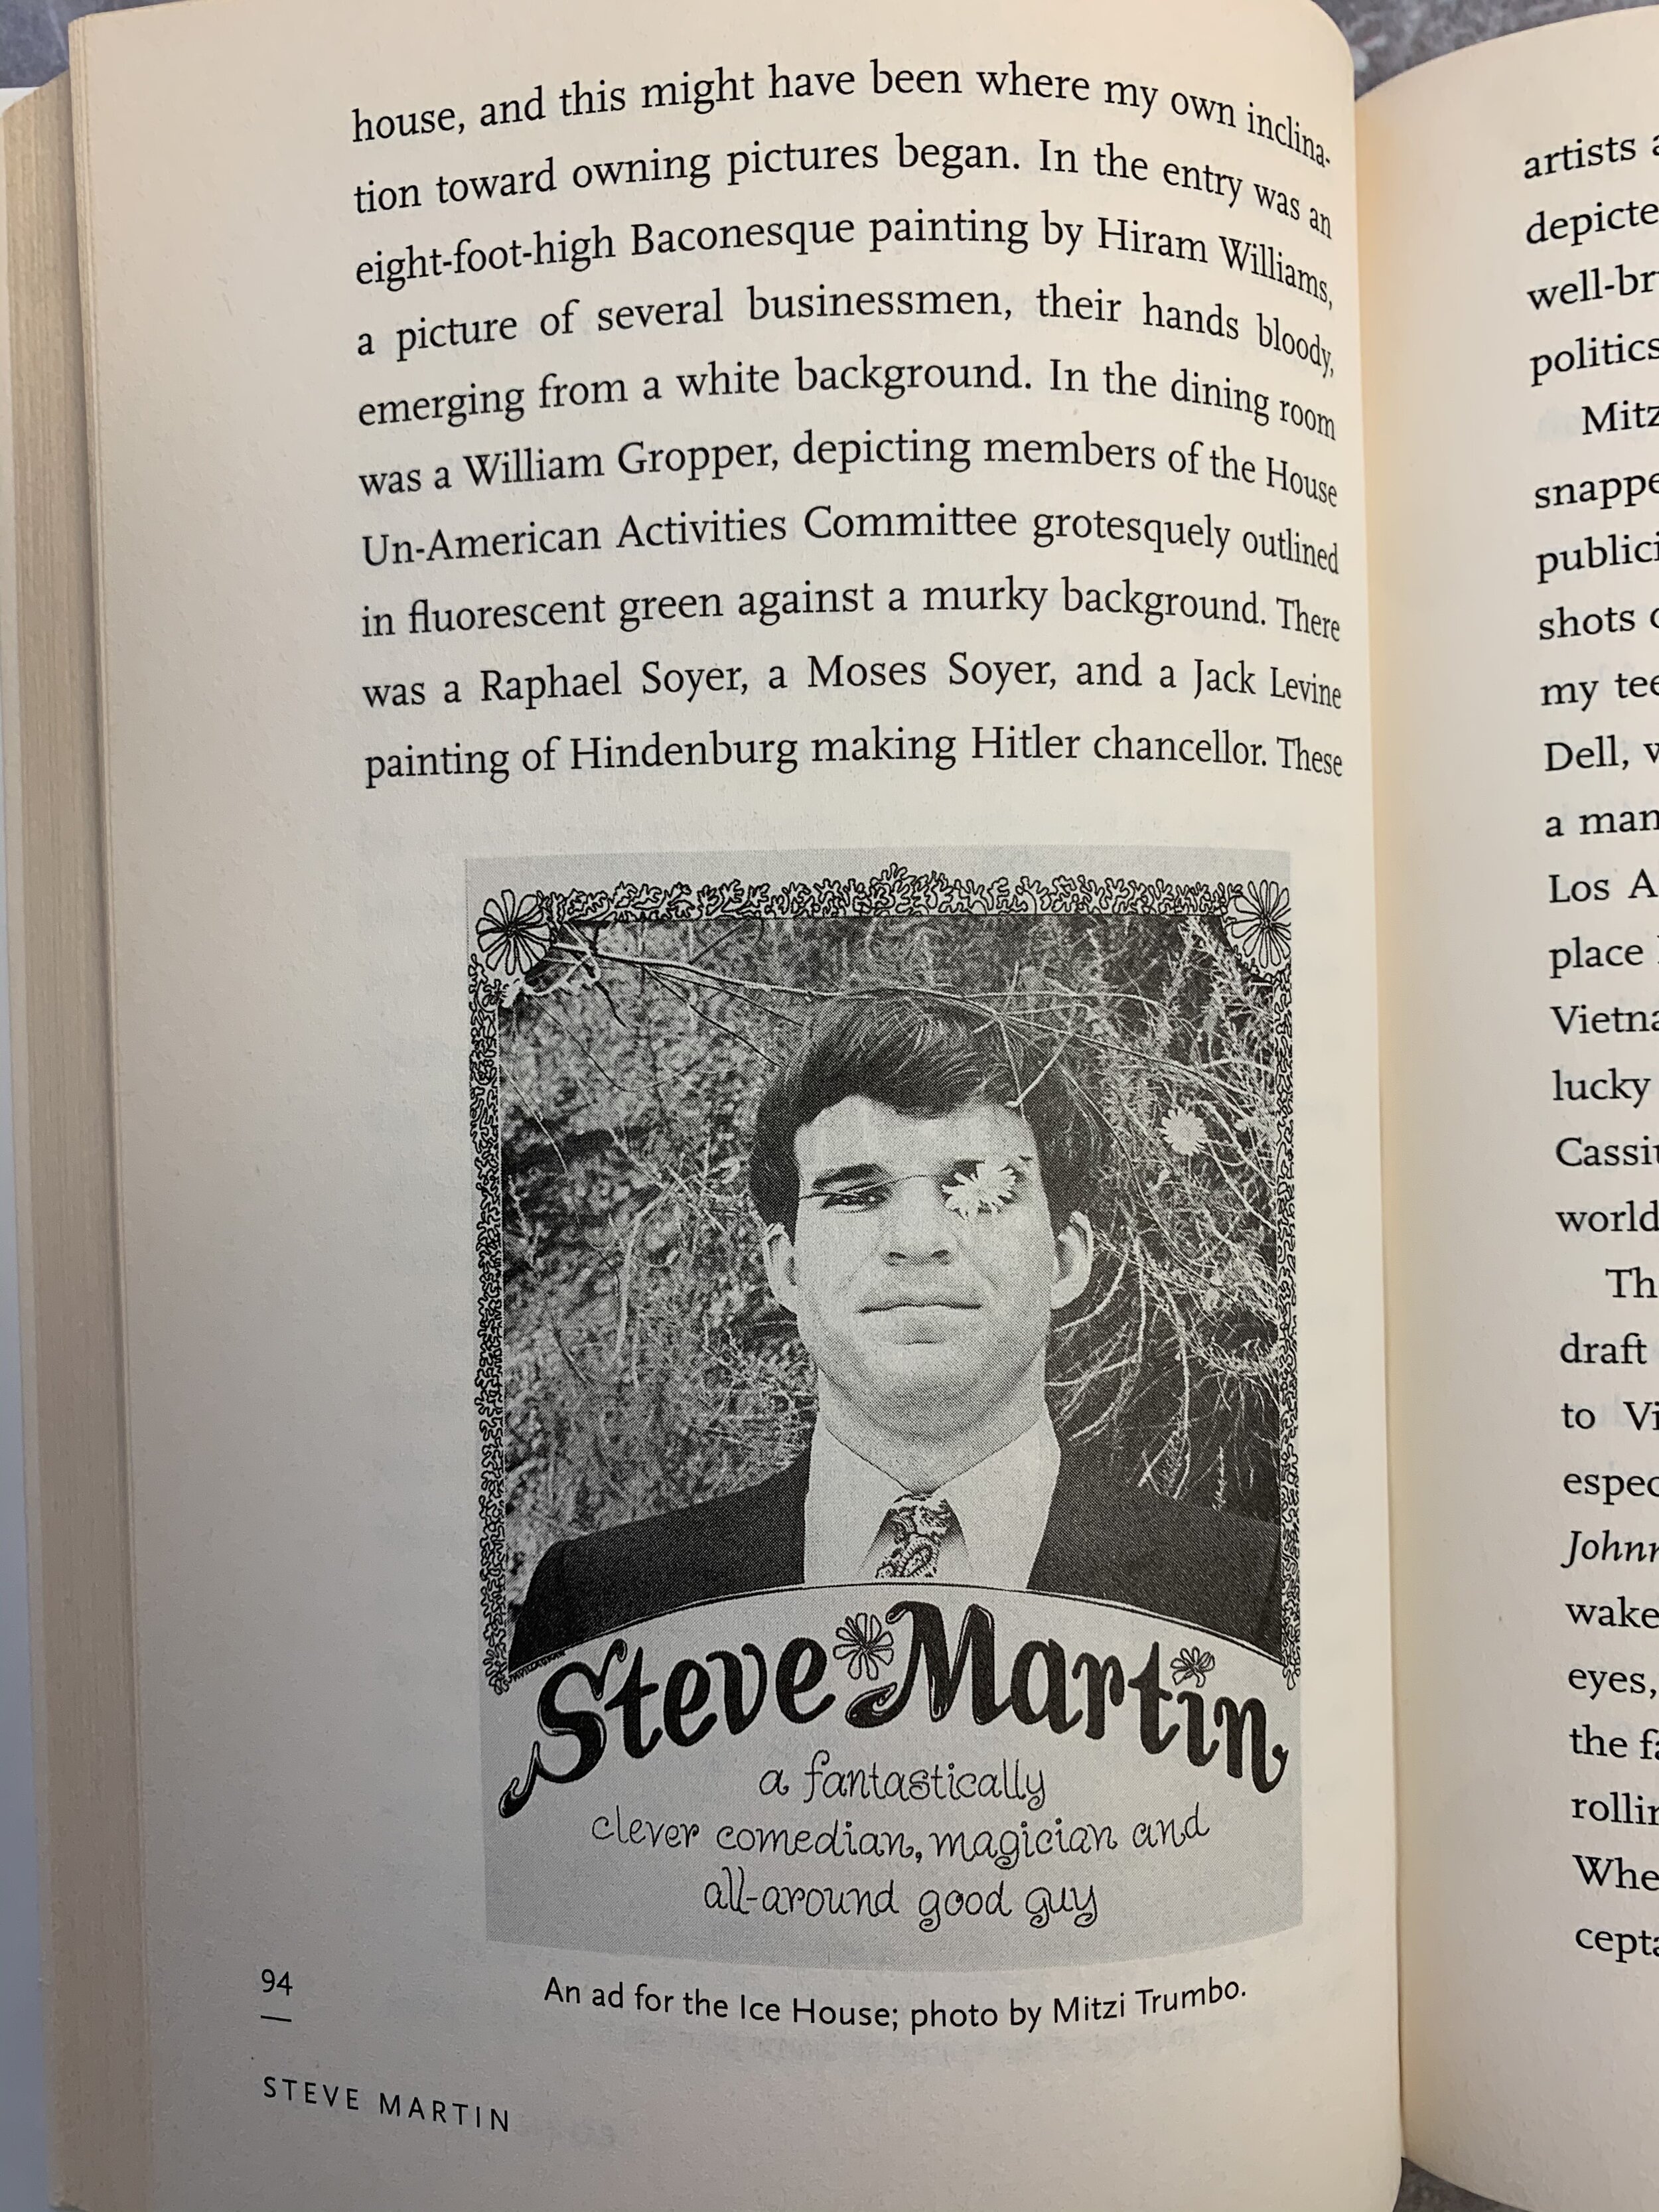 house, and this might have been where my own inclina-
tion toward owning pictures began. In the entry was an
eight-foot-high Baconesque painting by Hiram Williams,
a picture of several businessmen, their hands bloody,
emerging from a white background. In the dining room
was a William Gropper, depicting members of the House
Un-American Activities Committee grotesquely outlined
in fluorescent green against a murky background. There
was a Raphael Soyer, a Moses Soyer, and a Jack Levine
painting of Hindenburg making Hitler chancellor. These
Steve Martin
a fantastically
clever comedian, magician and
all-around good guy
An ad for the Ice House; photo by Mitzi Trumbo.
94
STEVE MARTIN
artists
depicte
well-br
politics
Mitz
snappe
publici
shots
my tee
Dell,
a man
Los A
place
Vietna
lucky
Cassiu
world
Th
draft
to Vi
espec
Johnn
wake
eyes,
the fa
rollin
Whe
cepta